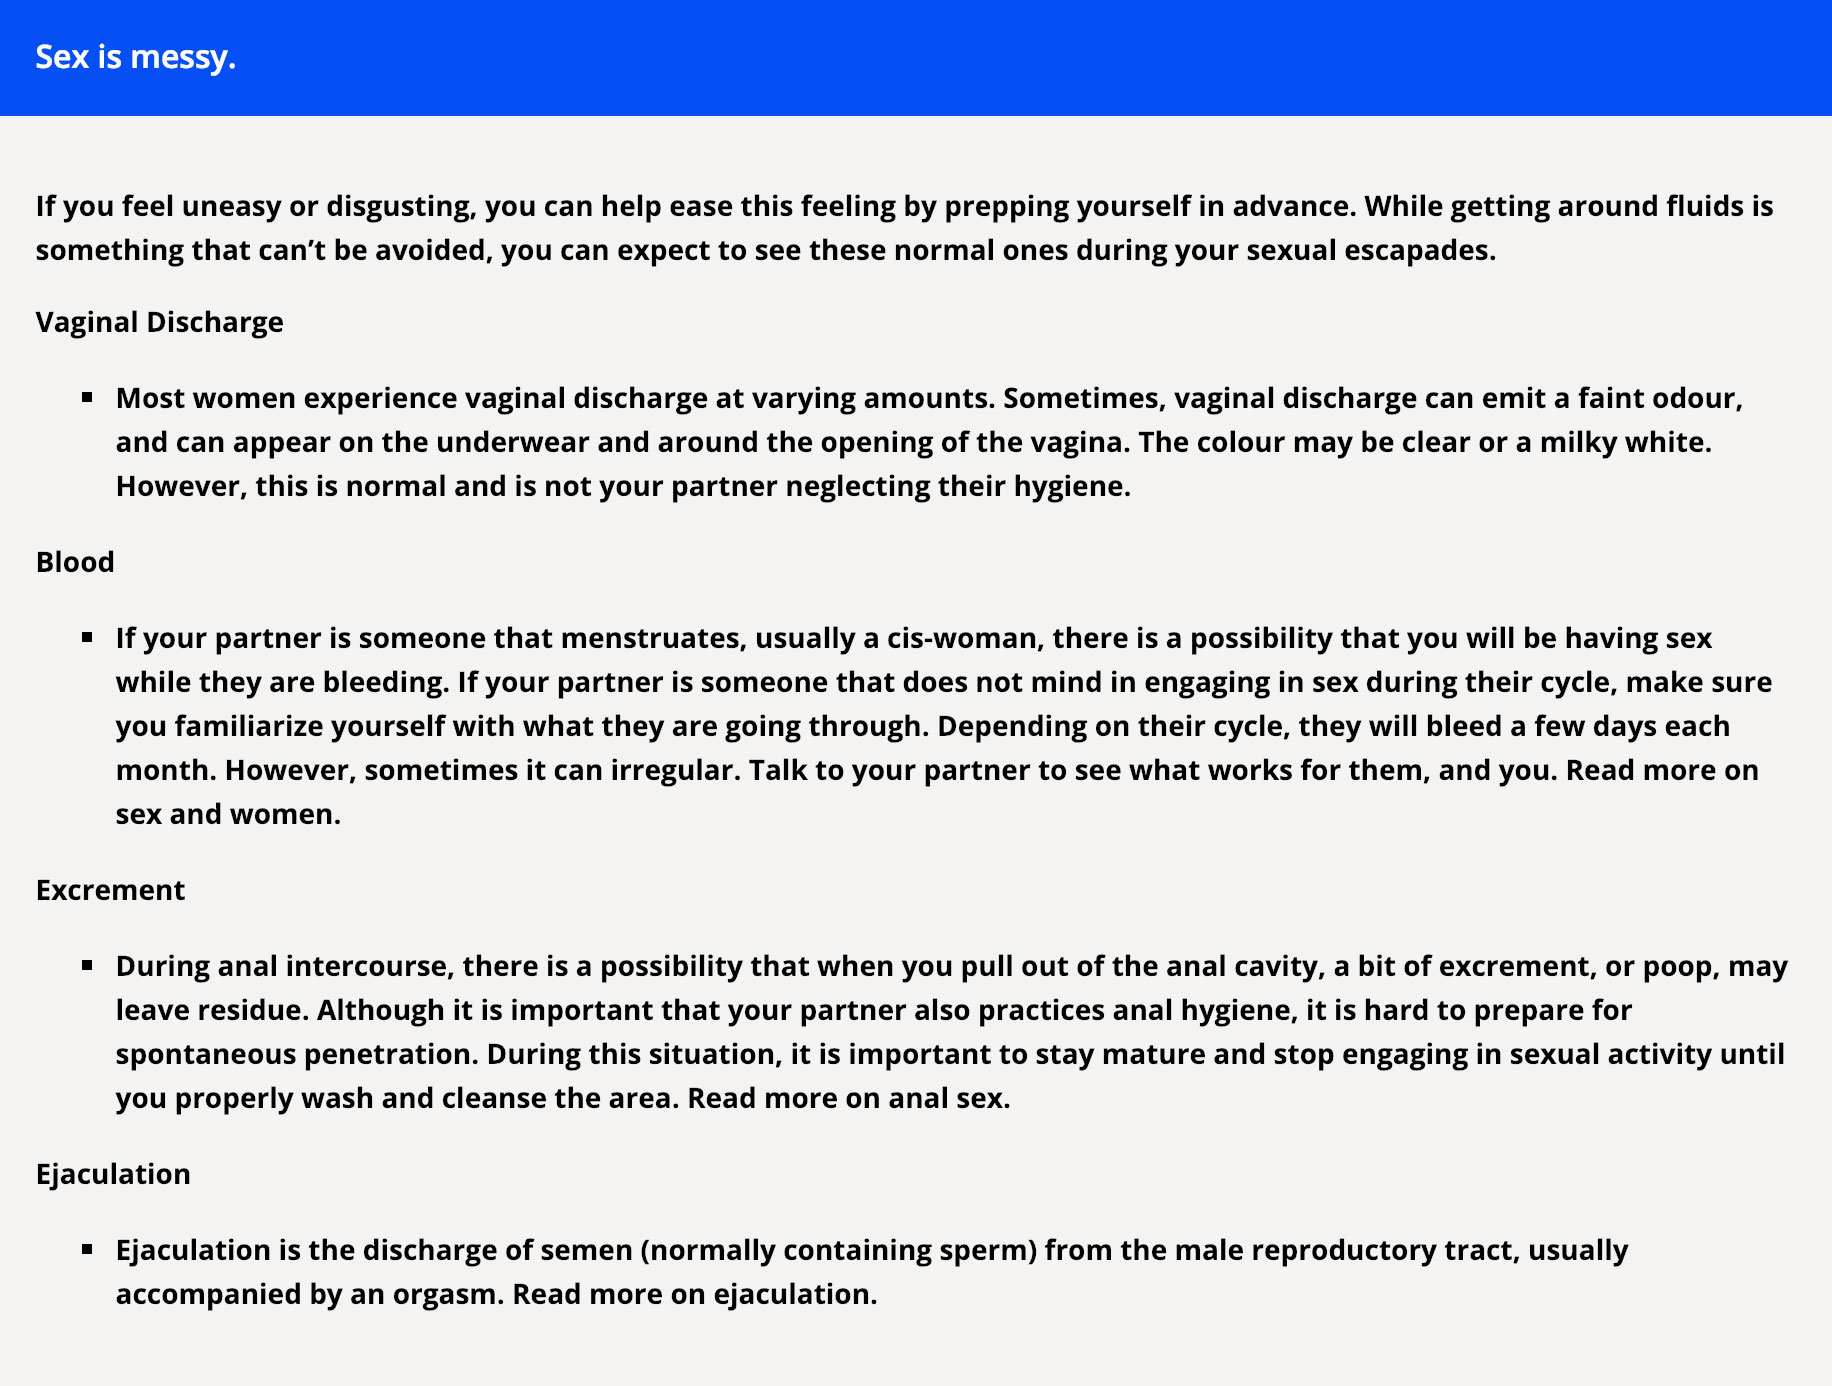 Sex is messy.
If you feel uneasy or disgusting, you can help ease this feeling by prepping yourself in advance. While getting around fluids is
something that can’t be avoided, you can expect to see these normal ones during your sexual escapades.
Vaginal Discharge
▪ Most women experience vaginal discharge at varying amounts. Sometimes, vaginal discharge can emit a faint odour,
and can appear on the underwear and around the opening of the vagina. The colour may be clear or a milky white.
However, this is normal and is not your partner neglecting their hygiene.
Blood
▪ If your partner is someone that menstruates, usually a cis-woman, there is a possibility that you will be having sex
while they are bleeding. If your partner is someone that does not mind in engaging in sex during their cycle, make sure
you familiarize yourself with what they are going through. Depending on their cycle, they will bleed a few days each
month. However, sometimes it can irregular. Talk to your partner to see what works for them, and you. Read more on
sex and women.
Excrement
▪ During anal intercourse, there is a possibility that when you pull out of the anal cavity, a bit of excrement, or poop, may
leave residue. Although it is important that your partner also practices anal hygiene, it is hard to prepare for
spontaneous penetration. During this situation, it is important to stay mature and stop engaging in sexual activity until
you properly wash and cleanse the area. Read more on anal sex.
Ejaculation
▪ Ejaculation is the discharge of semen (normally containing sperm) from the male reproductory tract, usually
accompanied by an orgasm. Read more on ejaculation.